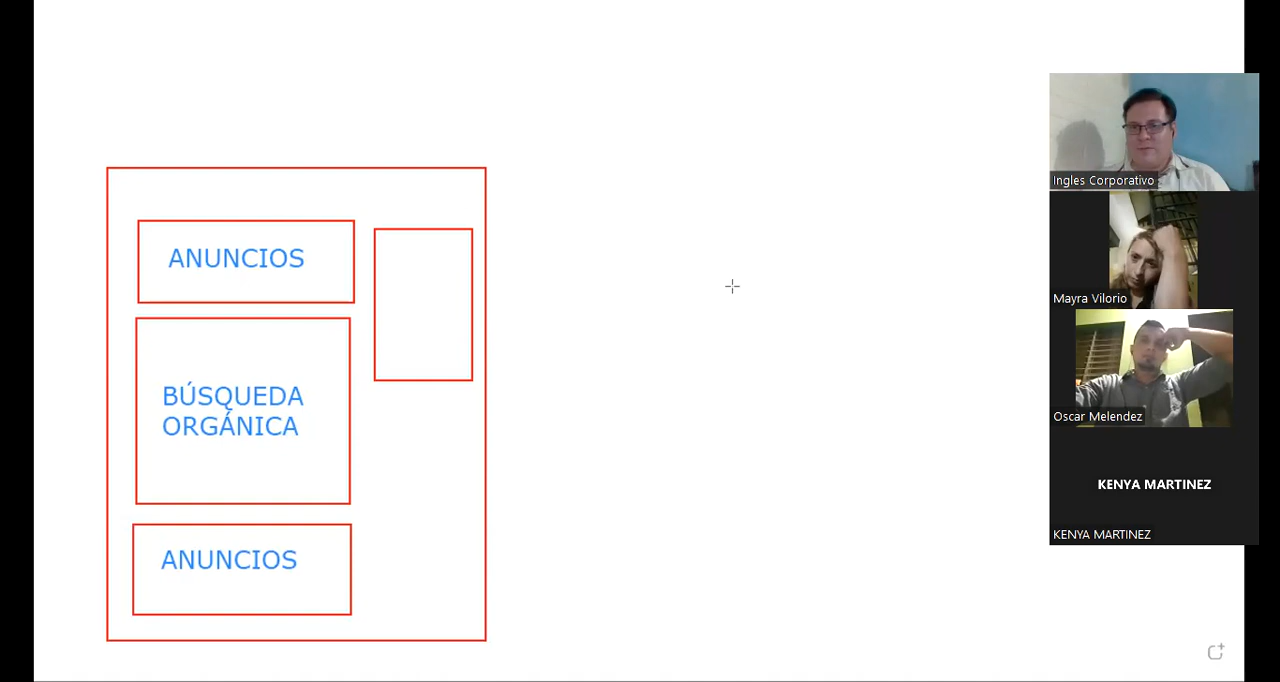 ANUNCIOS
BÚSQUEDA
ORGÁNICA
ANUNCIOS
Ingles Corporativo
Mayra Vilorio
Oscar Melendez
KENYA MARTINEZ
KENYA MARTINEZ